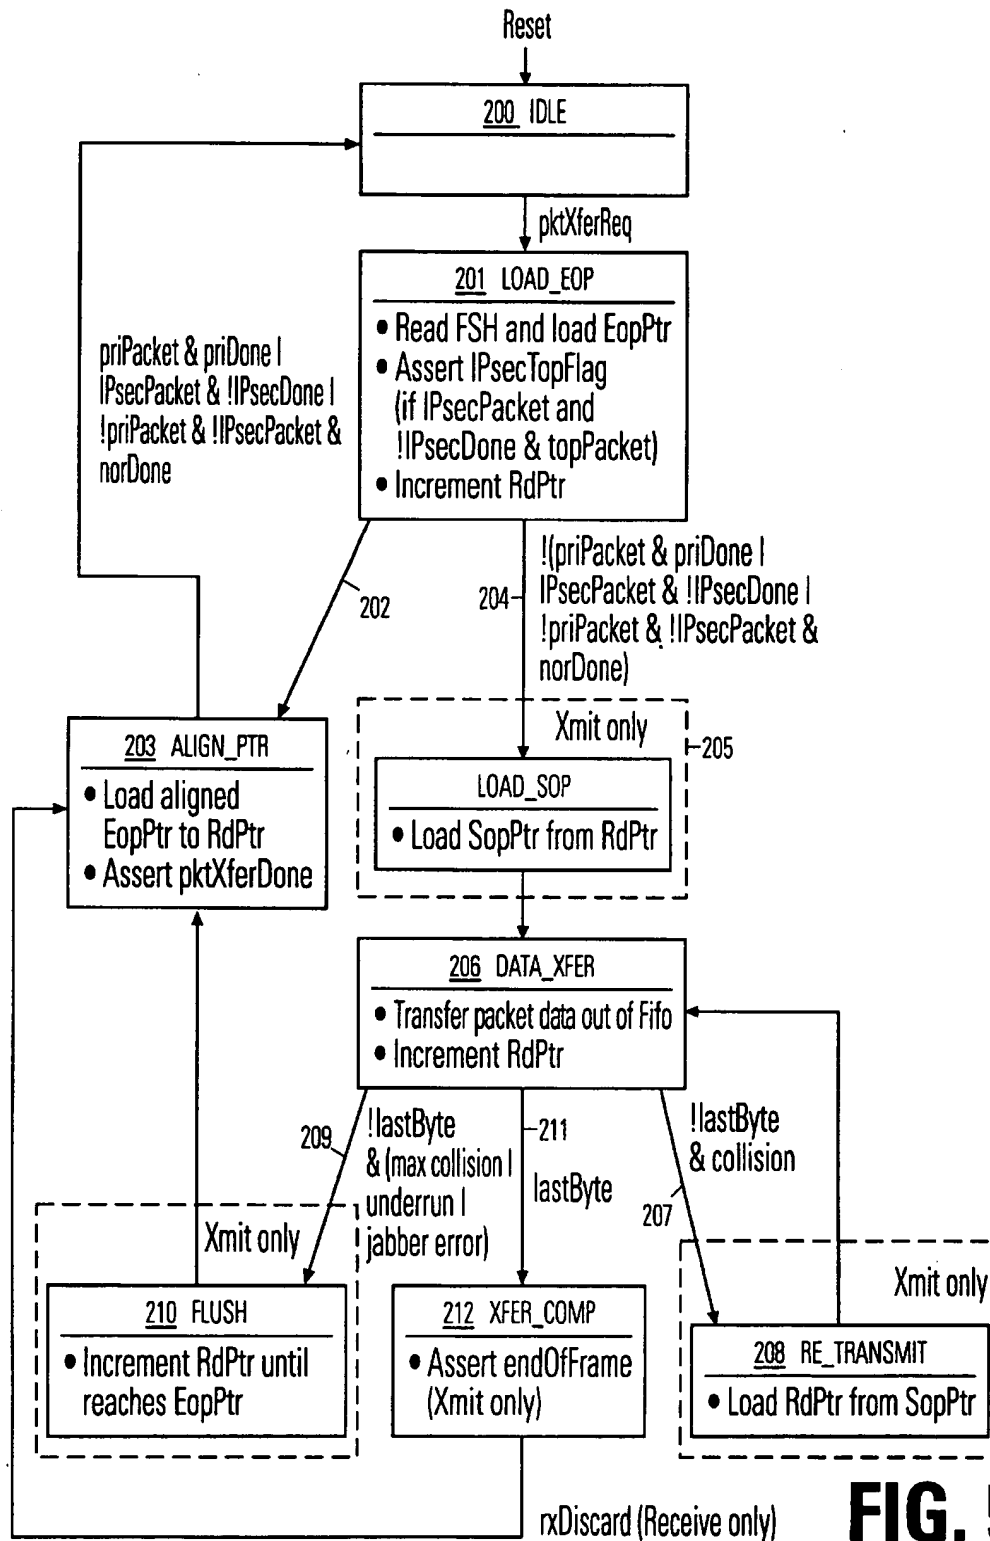 Reset
200 IDLE
pktXferReq
201 LOAD_EOP
• Read FSH and load EopPtr
• Assert IPsecTopFlag
(if IPsecPacket and
!IPsecDone & topPacket)
• Increment RdPtr
priPacket & priDone |
IPsecPacket & !IPsecDone |
!priPacket & !IPsecPacket &
norDone
202
204
!(priPacket & priDone |
IPsecPacket & !IPsecDone |
!priPacket & !IPsecPacket &
norDone)
203 ALIGN_PTR
• Load aligned
EopPtr to RdPtr
• Assert pktXferDone
Xmit only
205
LOAD_SOP
• Load SopPtr from RdPtr
206 DATA_XFER
• Transfer packet data out of Fifo
• Increment RdPtr
209
!lastByte
& (max collision |
underrun |
jabber error)
211
lastByte
!lastByte
& collision
207
Xmit only
210 FLUSH
• Increment RdPtr until
reaches EopPtr
212 XFER_COMP
• Assert endOfFrame
(Xmit only)
Xmit only
208 RE_TRANSMIT
• Load RdPtr from SopPtr
rxDiscard (Receive only)
FIG. 5